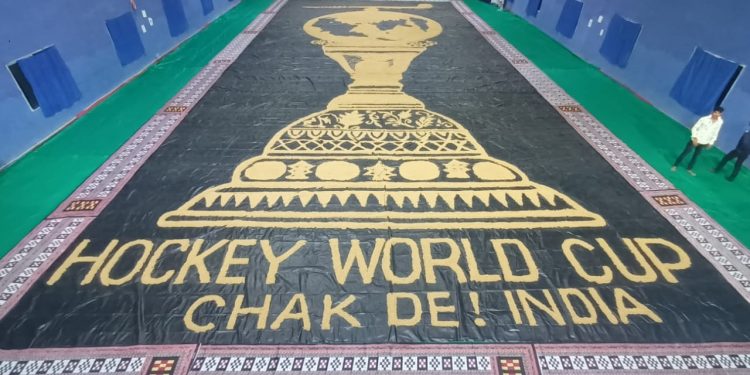 HOCKEY WORLD CUP
CHAK DE! INDIA